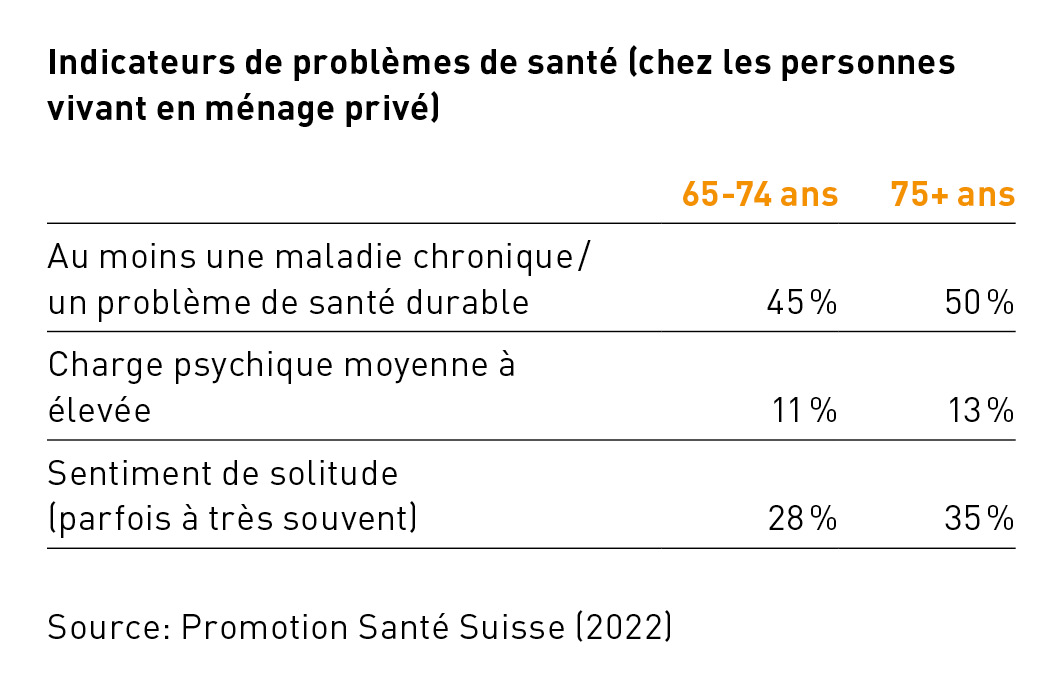 Indicateurs de problèmes de santé (chez les personnes
vivant en ménage privé)
65-74 ans 75+ ans
Au moins une maladie chronique/
un problème de santé durable 45% 50%
Charge psychique moyenne à
élevée 11% 13%
Sentiment de solitude
(parfois à très souvent) 28% 35%
Source: Promotion Santé Suisse (2022)